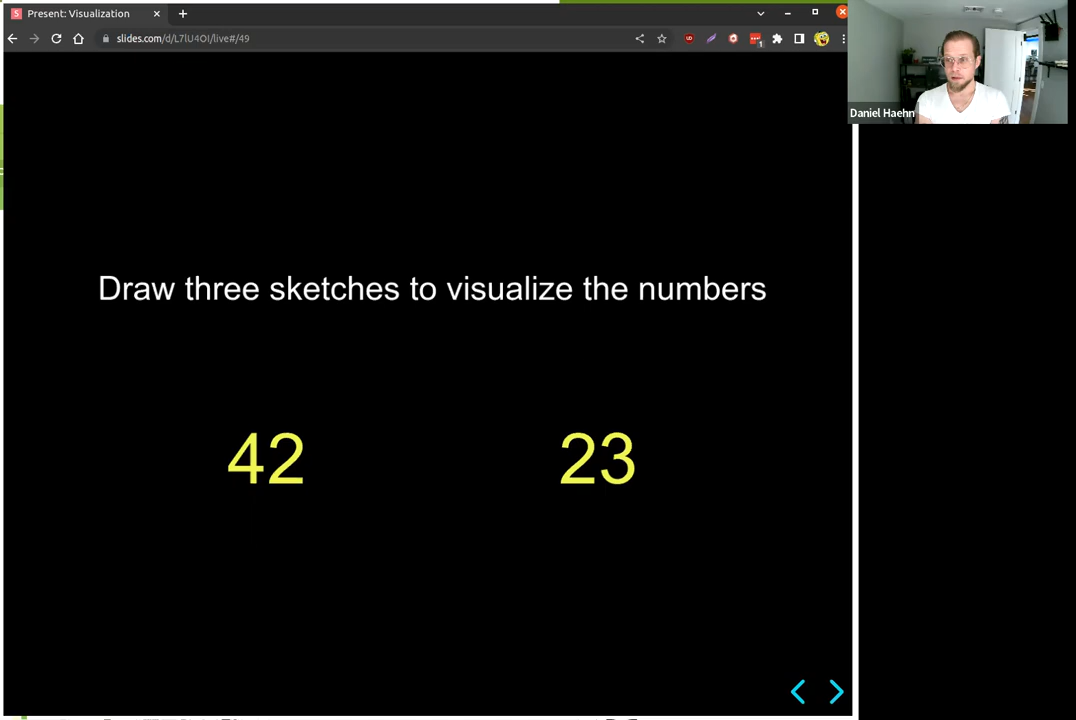 Present: Visualization
slides.com/d/L7lU4OI/live#/49
Daniel Haehn
Draw three sketches to visualize the numbers
42 23